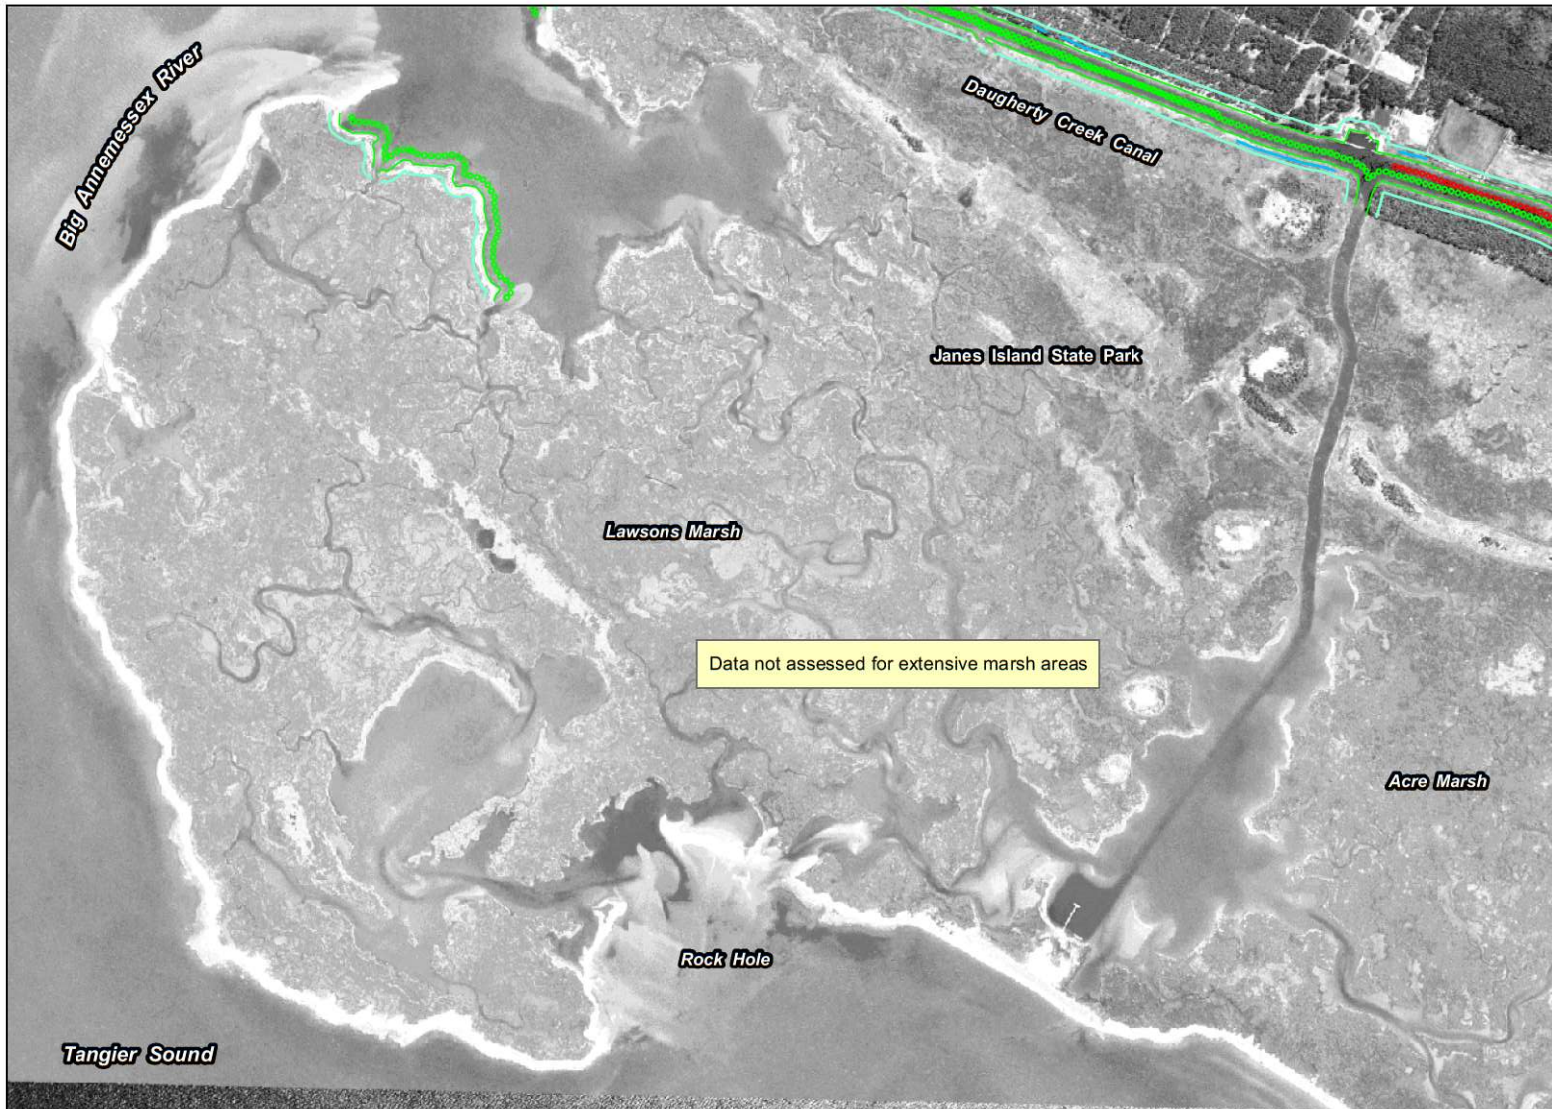 Big Annemessex River
Daugherty Creek Canal
Janes Island State Park
Lawsons Marsh
Data not assessed for extensive marsh areas
Acre Marsh
Rock Hole
Tangier Sound